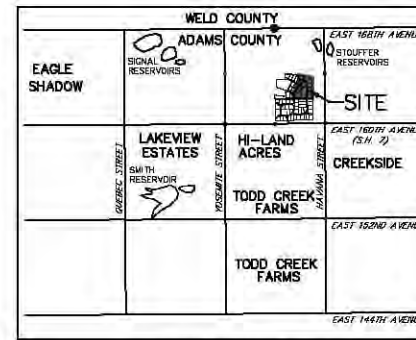 WELD COUNTY
EAST 168TH AVENUE
ADAMS COUNTY
SIGNAL
RESERVOIRS
STOUFFER
RESERVOIRS
EAGLE
SHADOW
SITE
EAST 160TH AVENUE
(S.H. 7)
LAKEVIEW
ESTATES
HI-LAND
ACRES
CREEKSIDE
QUEBEC STREET
YOSEMITE STREET
HAVANA STREET
SMITH
RESERVOIR
TODD CREEK
FARMS
EAST 152ND AVENUE
TODD CREEK
FARMS
EAST 144TH AVENUE